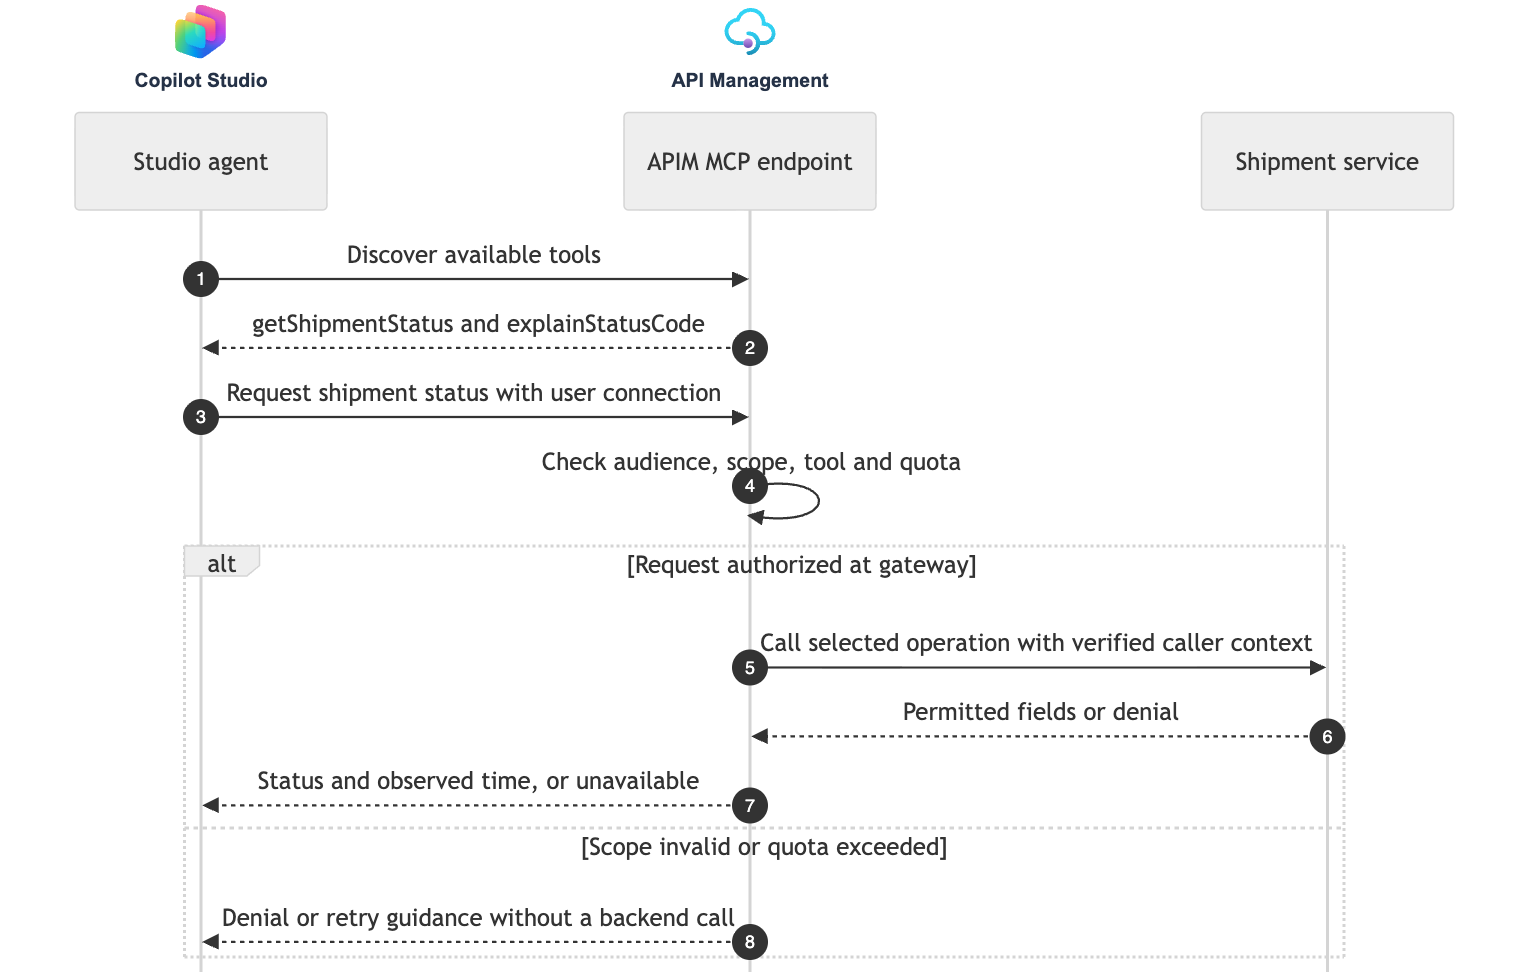 Copilot Studio
API Management
Studio agent
APIM MCP endpoint
Shipment service
Discover available tools
1
getShipmentStatus and explainStatusCode
2
Request shipment status with user connection
3
Check audience, scope, tool and quota
4
alt
[Request authorized at gateway]
Call selected operation with verified caller context
5
Permitted fields or denial
6
Status and observed time, or unavailable
7
[Scope invalid or quota exceeded]
Denial or retry guidance without a backend call
8